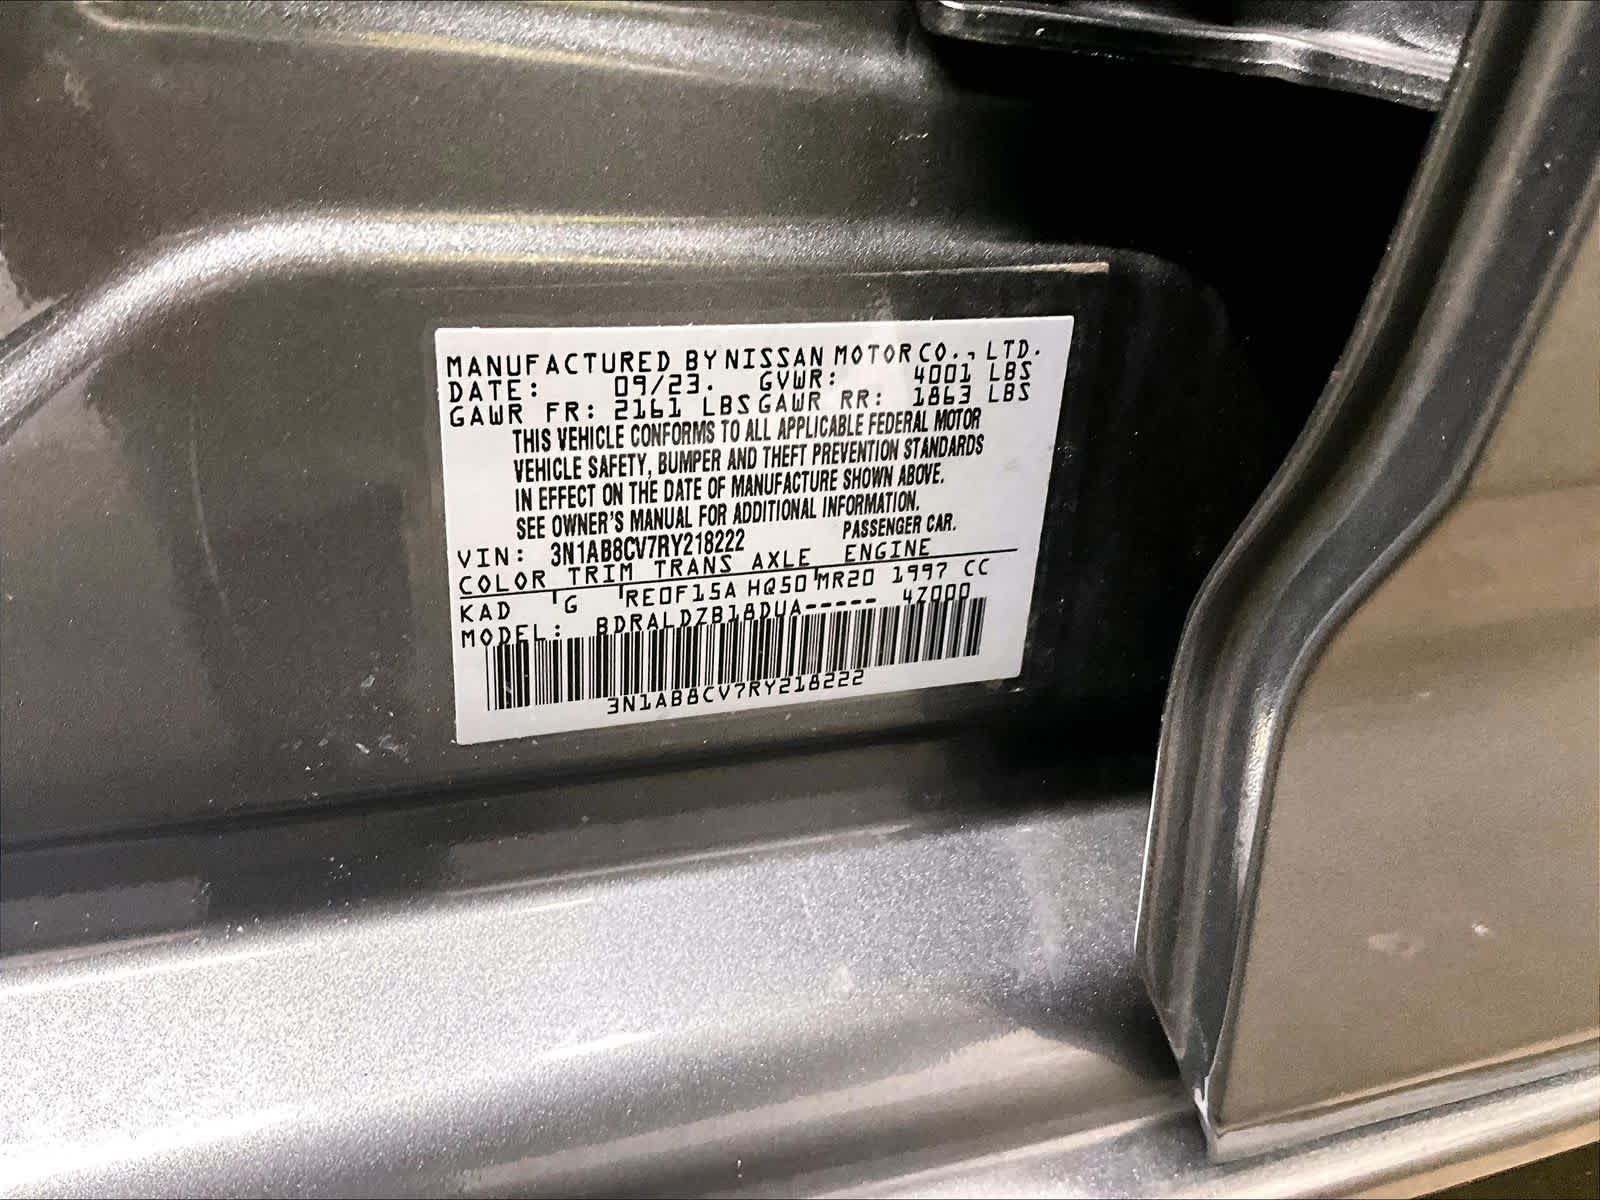 MANUFACTURED BY NISSAN MOTOR CO., LTD.
DATE: 09/23. GVWR: 4001 LBS
GAWR FR: 2161 LBS GAWR RR: 1863 LBS
THIS VEHICLE CONFORMS TO ALL APPLICABLE FEDERAL MOTOR
VEHICLE SAFETY, BUMPER AND THEFT PREVENTION STANDARDS
IN EFFECT ON THE DATE OF MANUFACTURE SHOWN ABOVE.
SEE OWNER'S MANUAL FOR ADDITIONAL INFORMATION.
VIN: 3N1AB8CV7RY218222 PASSENGER CAR.
COLOR TRIM TRANS AXLE ENGINE
KAD G RE0F15A HQ50 MR20 1997 CC
MODEL: BDRALDZB18DUA----- 4Z000
3N1AB8CV7RY218222